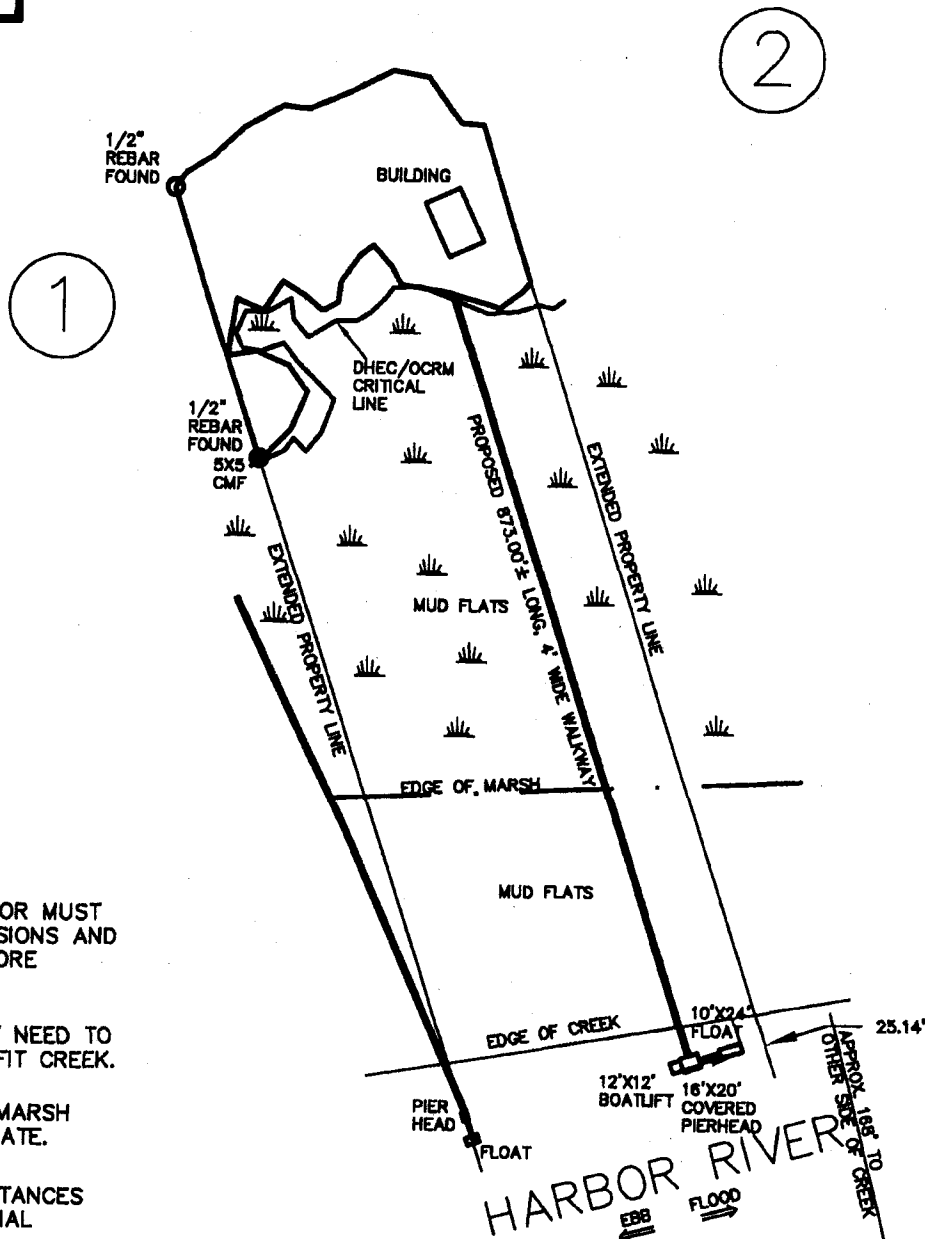 2
1/2"
REBAR
FOUND
BUILDING
1
DHEC/OCRM
CRITICAL
LINE
1/2"
REBAR
FOUND
5X5
CMF
PROPOSED 873.00'± LONG, 4' WIDE WALKWAY
EXTENDED PROPERTY LINE
EXTENDED PROPERTY LINE
MUD FLATS
EDGE OF MARSH
MUD FLATS
OR MUST
SIONS AND
ORE
NEED TO
FIT CREEK.
MARSH
ATE.
TANCES
IAL
EDGE OF CREEK
10'X24'
FLOAT
25.14'
12'X12'
BOATLIFT
16'X20'
COVERED
PIERHEAD
APPROX. 168' TO
OTHER SIDE OF CREEK
PIER
HEAD
FLOAT
HARBOR RIVER
EBB
FLOOD